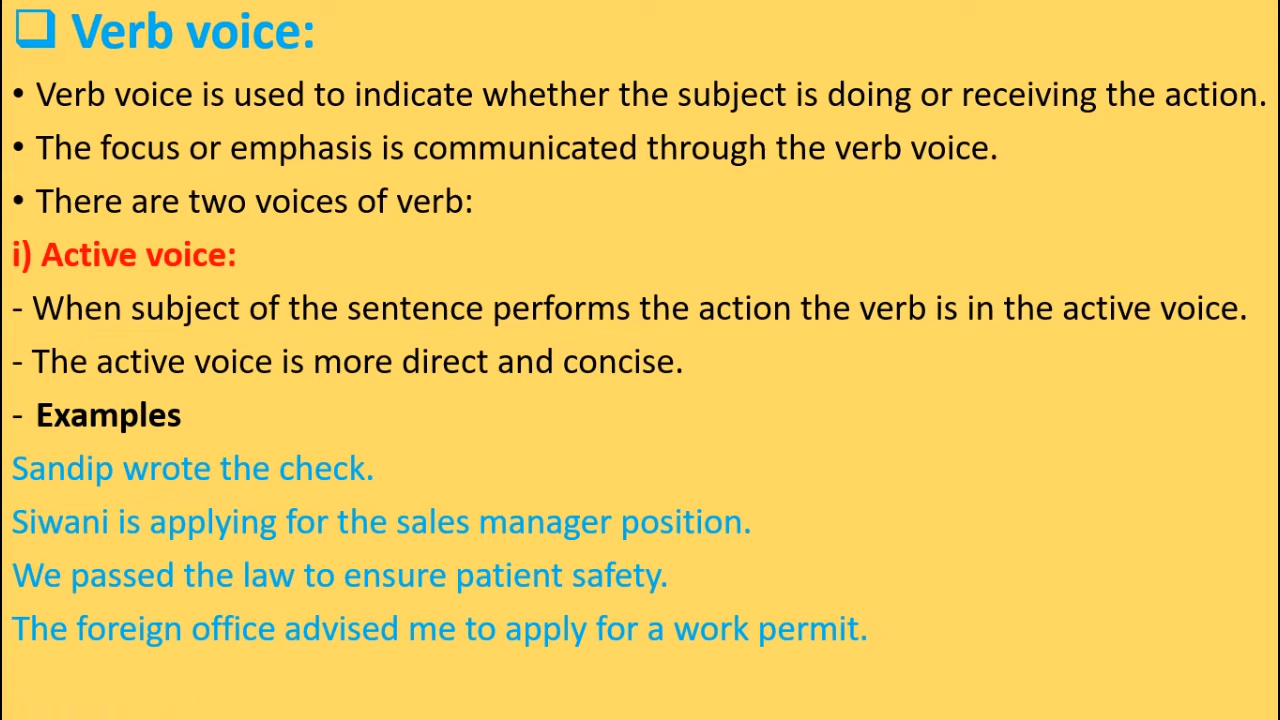 ❑ Verb voice:
• Verb voice is used to indicate whether the subject is doing or receiving the action.
• The focus or emphasis is communicated through the verb voice.
• There are two voices of verb:
i) Active voice:
- When subject of the sentence performs the action the verb is in the active voice.
- The active voice is more direct and concise.
- Examples
Sandip wrote the check.
Siwani is applying for the sales manager position.
We passed the law to ensure patient safety.
The foreign office advised me to apply for a work permit.